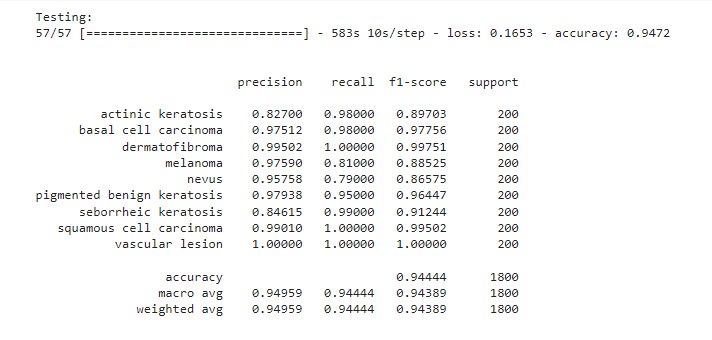 Testing:
57/57 [==============================] - 583s 10s/step - loss: 0.1653 - accuracy: 0.9472
precision recall f1-score support
actinic keratosis 0.82700 0.98000 0.89703 200
basal cell carcinoma 0.97512 0.98000 0.97756 200
dermatofibroma 0.99502 1.00000 0.99751 200
melanoma 0.97590 0.81000 0.88525 200
nevus 0.95758 0.79000 0.86575 200
pigmented benign keratosis 0.97938 0.95000 0.96447 200
seborrheic keratosis 0.84615 0.99000 0.91244 200
squamous cell carcinoma 0.99010 1.00000 0.99502 200
vascular lesion 1.00000 1.00000 1.00000 200
accuracy 0.94444 1800
macro avg 0.94959 0.94444 0.94389 1800
weighted avg 0.94959 0.94444 0.94389 1800